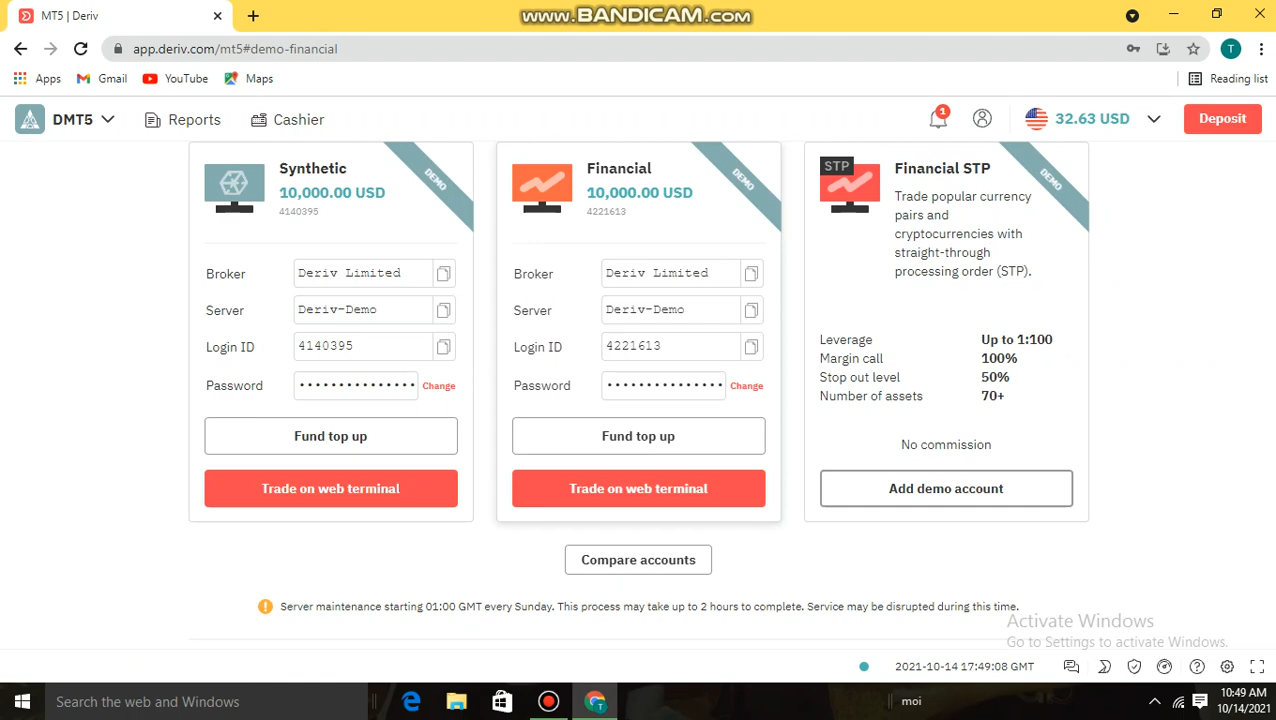 www.BANDICAM.com
MT5 | Deriv
app.deriv.com/mt5#demo-financial
Apps Gmail YouTube Maps Reading list
DMT5 Reports Cashier 1 32.63 USD Deposit
Synthetic
10,000.00 USD
4140395
DEMO
Broker Deriv Limited
Server Deriv-Demo
Login ID 4140395
Password ••••••••••••••• Change
Fund top up
Trade on web terminal
Financial
10,000.00 USD
4221613
DEMO
Broker Deriv Limited
Server Deriv-Demo
Login ID 4221613
Password ••••••••••••••• Change
Fund top up
Trade on web terminal
STP
Financial STP
DEMO
Trade popular currency
pairs and
cryptocurrencies with
straight-through
processing order (STP).
Leverage Up to 1:100
Margin call 100%
Stop out level 50%
Number of assets 70+
No commission
Add demo account
Compare accounts
Server maintenance starting 01:00 GMT every Sunday. This process may take up to 2 hours to complete. Service may be disrupted during this time.
Activate Windows
Go to Settings to activate Windows.
2021-10-14 17:49:08 GMT
Search the web and Windows
moi
10:49 AM
10/14/2021
T